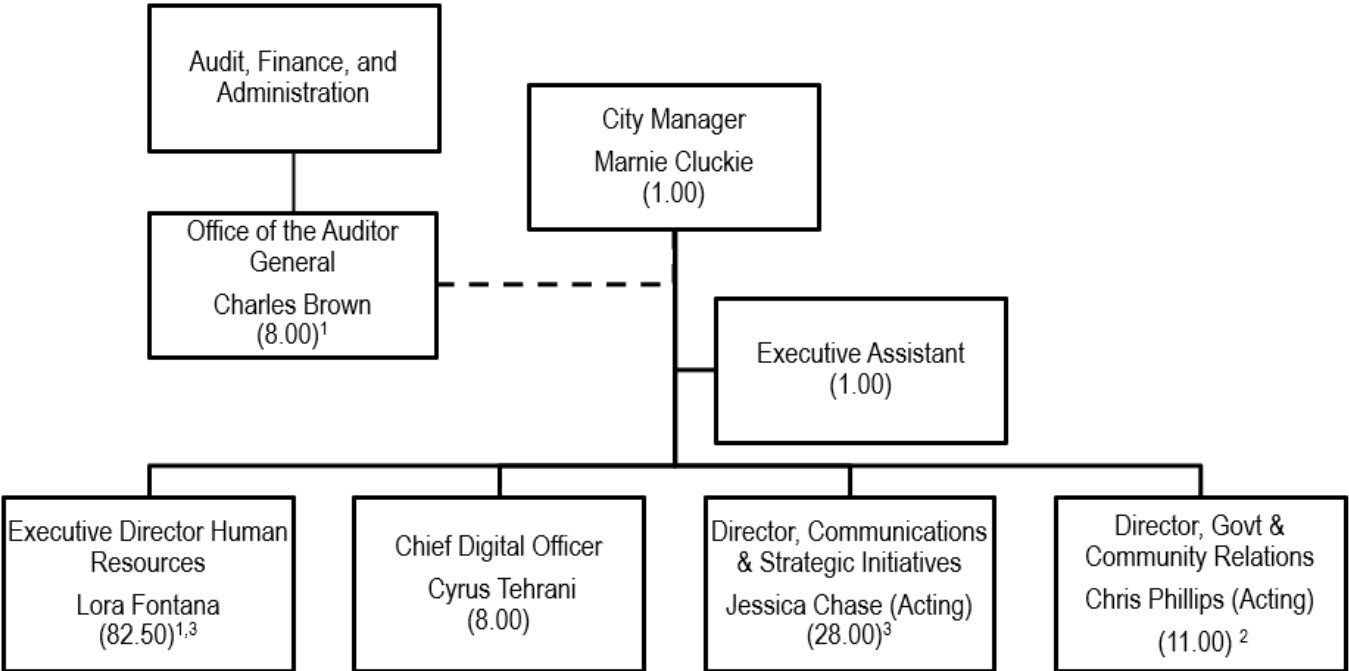 Audit, Finance, and
Administration
City Manager
Marnie Cluckie
(1.00)
Office of the Auditor
General
Charles Brown
(8.00)¹
Executive Assistant
(1.00)
Executive Director Human
Resources
Lora Fontana
(82.50)¹,³
Chief Digital Officer
Cyrus Tehrani
(8.00)
Director, Communications
& Strategic Initiatives
Jessica Chase (Acting)
(28.00)³
Director, Govt &
Community Relations
Chris Phillips (Acting)
(11.00) ²